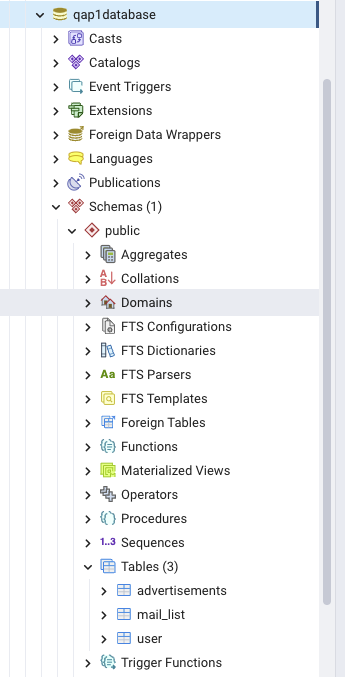 qap1database
Casts
Catalogs
Event Triggers
Extensions
Foreign Data Wrappers
Languages
Publications
Schemas (1)
public
Aggregates
A↓ Collations
B
Domains
FTS Configurations
FTS Dictionaries
Aa FTS Parsers
FTS Templates
Foreign Tables
Functions
Materialized Views
Operators
Procedures
1..3 Sequences
Tables (3)
advertisements
mail_list
user
Trigger Functions